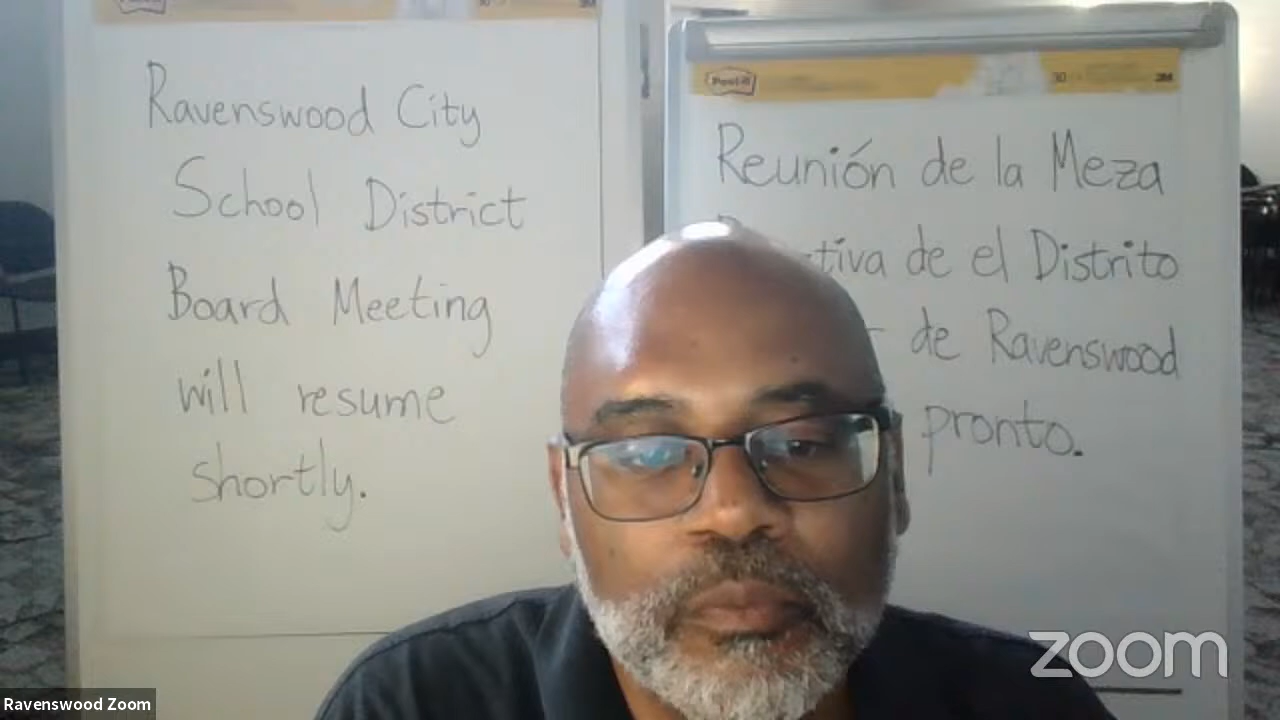 Ravenswood City
School District
Board Meeting
will resume
shortly.
Post-it
30
3M
Reunión de la Meza
de el Distrito
de Ravenswood
pronto.
zoom
Ravenswood Zoom